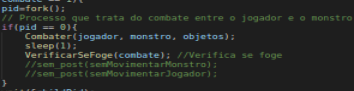 pid=fork();
// Processo que trata do combate entre o jogador e o monstro
if(pid == 0){
Combater(jogador, monstro, objetos);
sleep(1);
VerificarSeFoge(combate); //Verifica se foge
//sem_post(semMovimentarMonstro);
//sem_post(semMovimentarJogador);
}